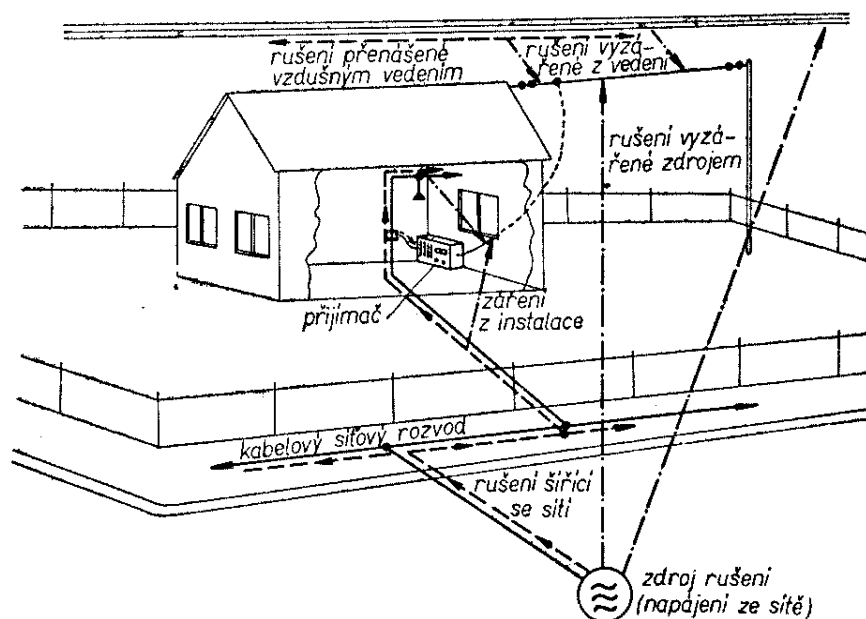 rušení přenášené
vzdušným vedením
rušení vyzá-
řené z vedení
rušení vyzá-
řené zdrojem
přijímač
záření
z instalace
kabelový síťový rozvod
rušení šířící
se sítí
zdroj rušení
(napájení ze sítě)